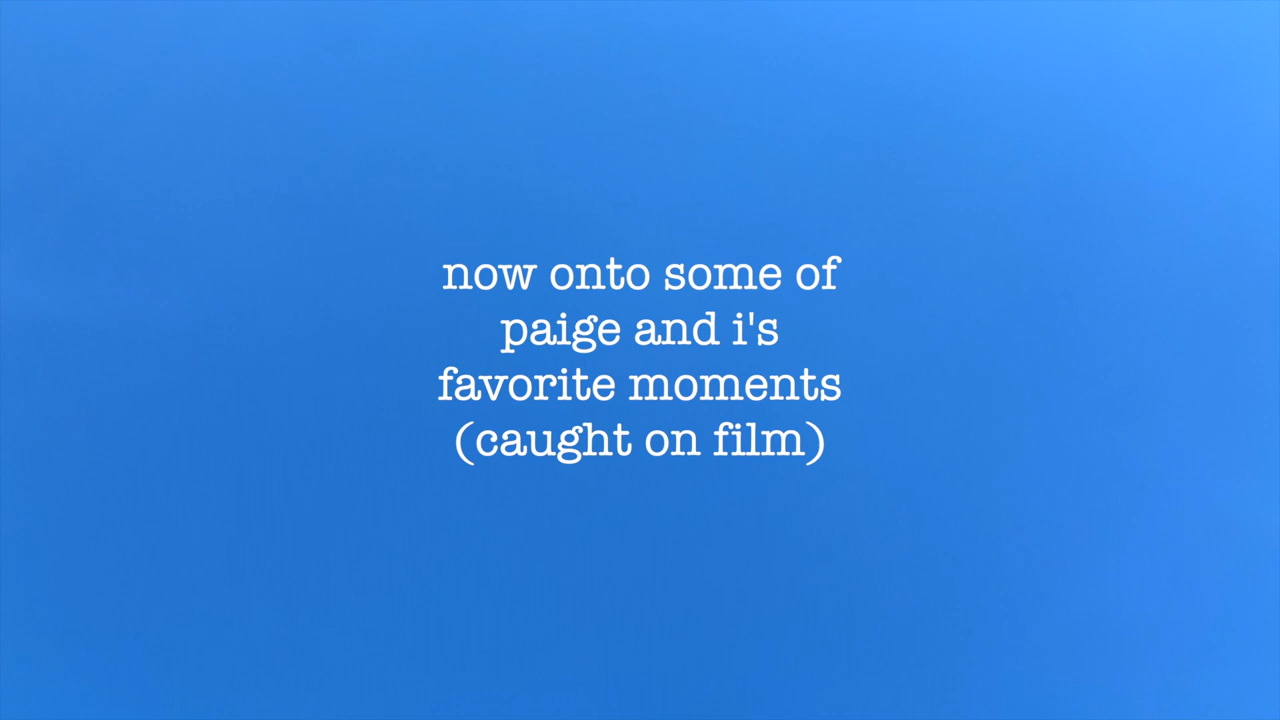 now onto some of
paige and i's
favorite moments
(caught on film)